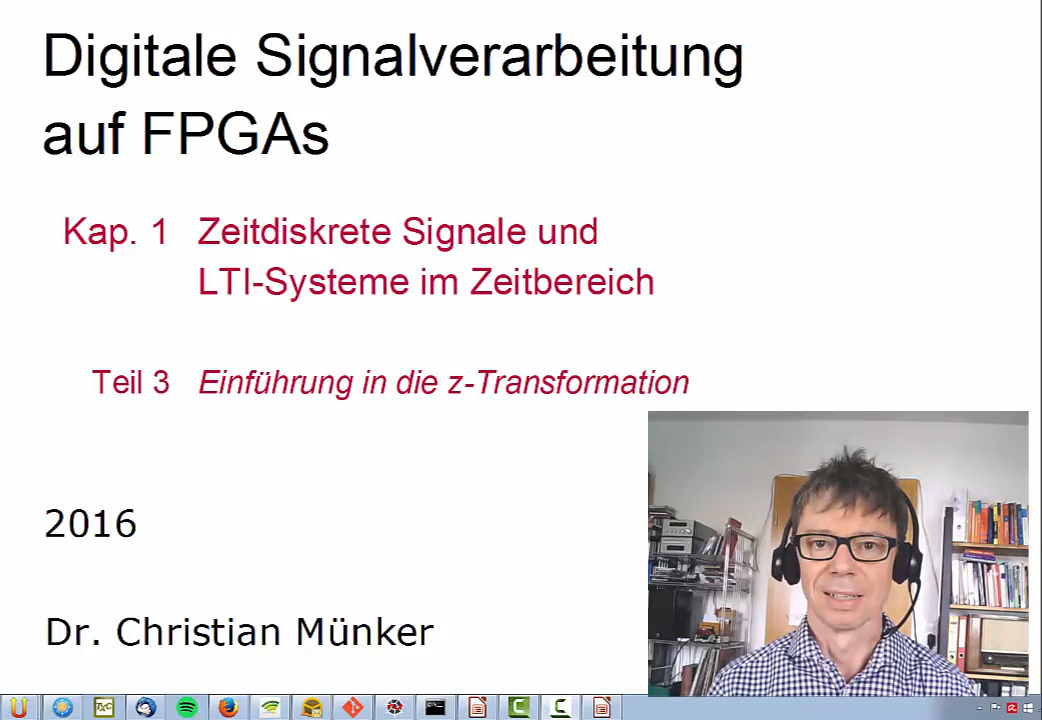 Digitale Signalverarbeitung
auf FPGAs
Kap. 1 Zeitdiskrete Signale und
LTI-Systeme im Zeitbereich
Teil 3 Einführung in die z-Transformation
2016
Dr. Christian Münker